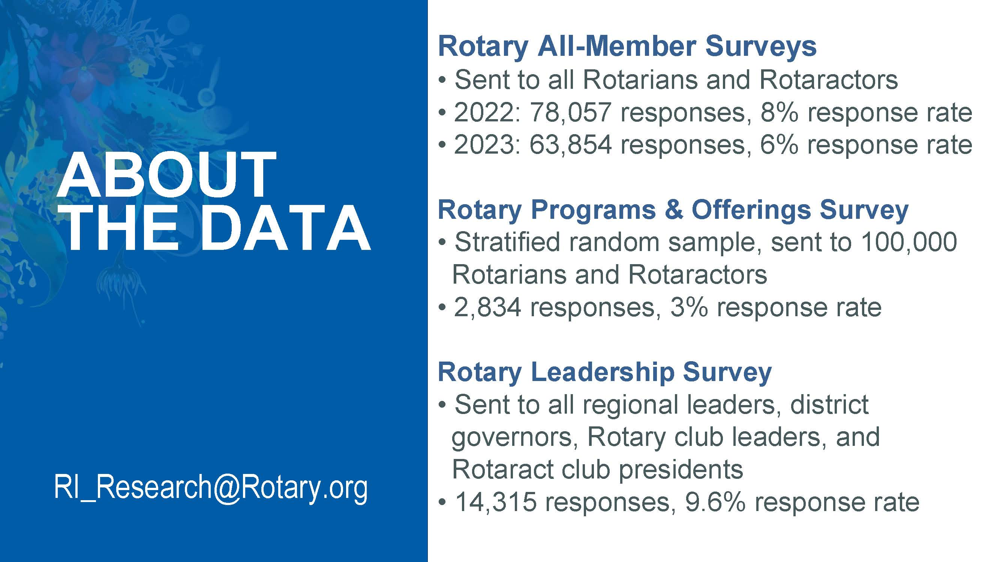 ABOUT
THE DATA
RI_Research@Rotary.org
Rotary All-Member Surveys
• Sent to all Rotarians and Rotaractors
• 2022: 78,057 responses, 8% response rate
• 2023: 63,854 responses, 6% response rate
Rotary Programs & Offerings Survey
• Stratified random sample, sent to 100,000
Rotarians and Rotaractors
• 2,834 responses, 3% response rate
Rotary Leadership Survey
• Sent to all regional leaders, district
governors, Rotary club leaders, and
Rotaract club presidents
• 14,315 responses, 9.6% response rate